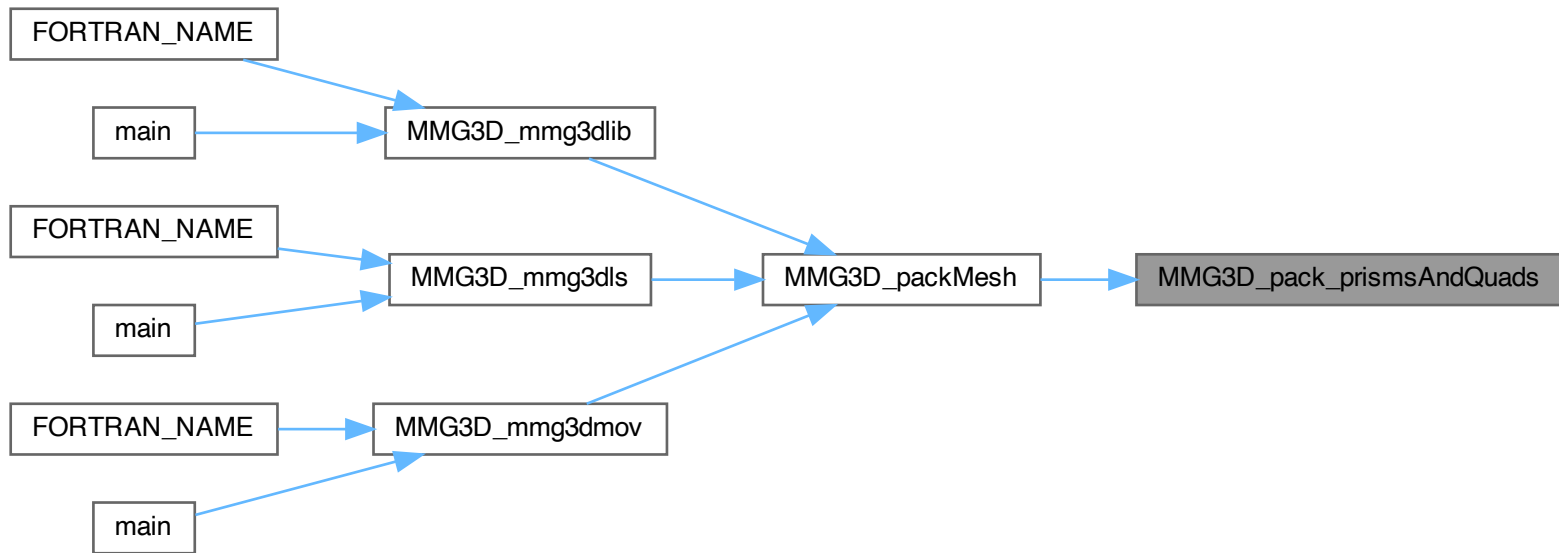 FORTRAN_NAME
main
MMG3D_mmg3dlib
FORTRAN_NAME
main
MMG3D_mmg3dls
MMG3D_packMesh
MMG3D_pack_prismsAndQuads
FORTRAN_NAME
main
MMG3D_mmg3dmov